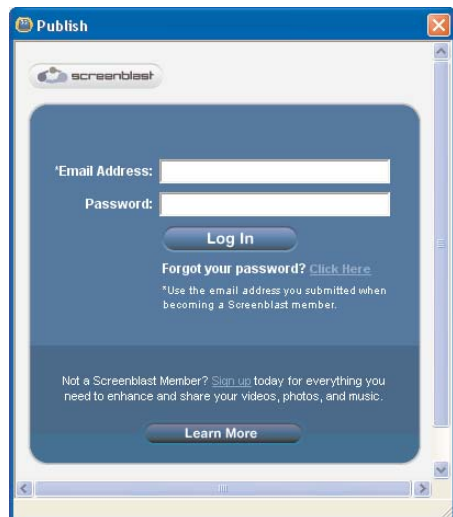 Publish
screenblast
*Email Address:
Password:
Log In
Forgot your password? Click Here
*Use the email address you submitted when
becoming a Screenblast member.
Not a Screenblast Member? Sign up today for everything you
need to enhance and share your videos, photos, and music.
Learn More